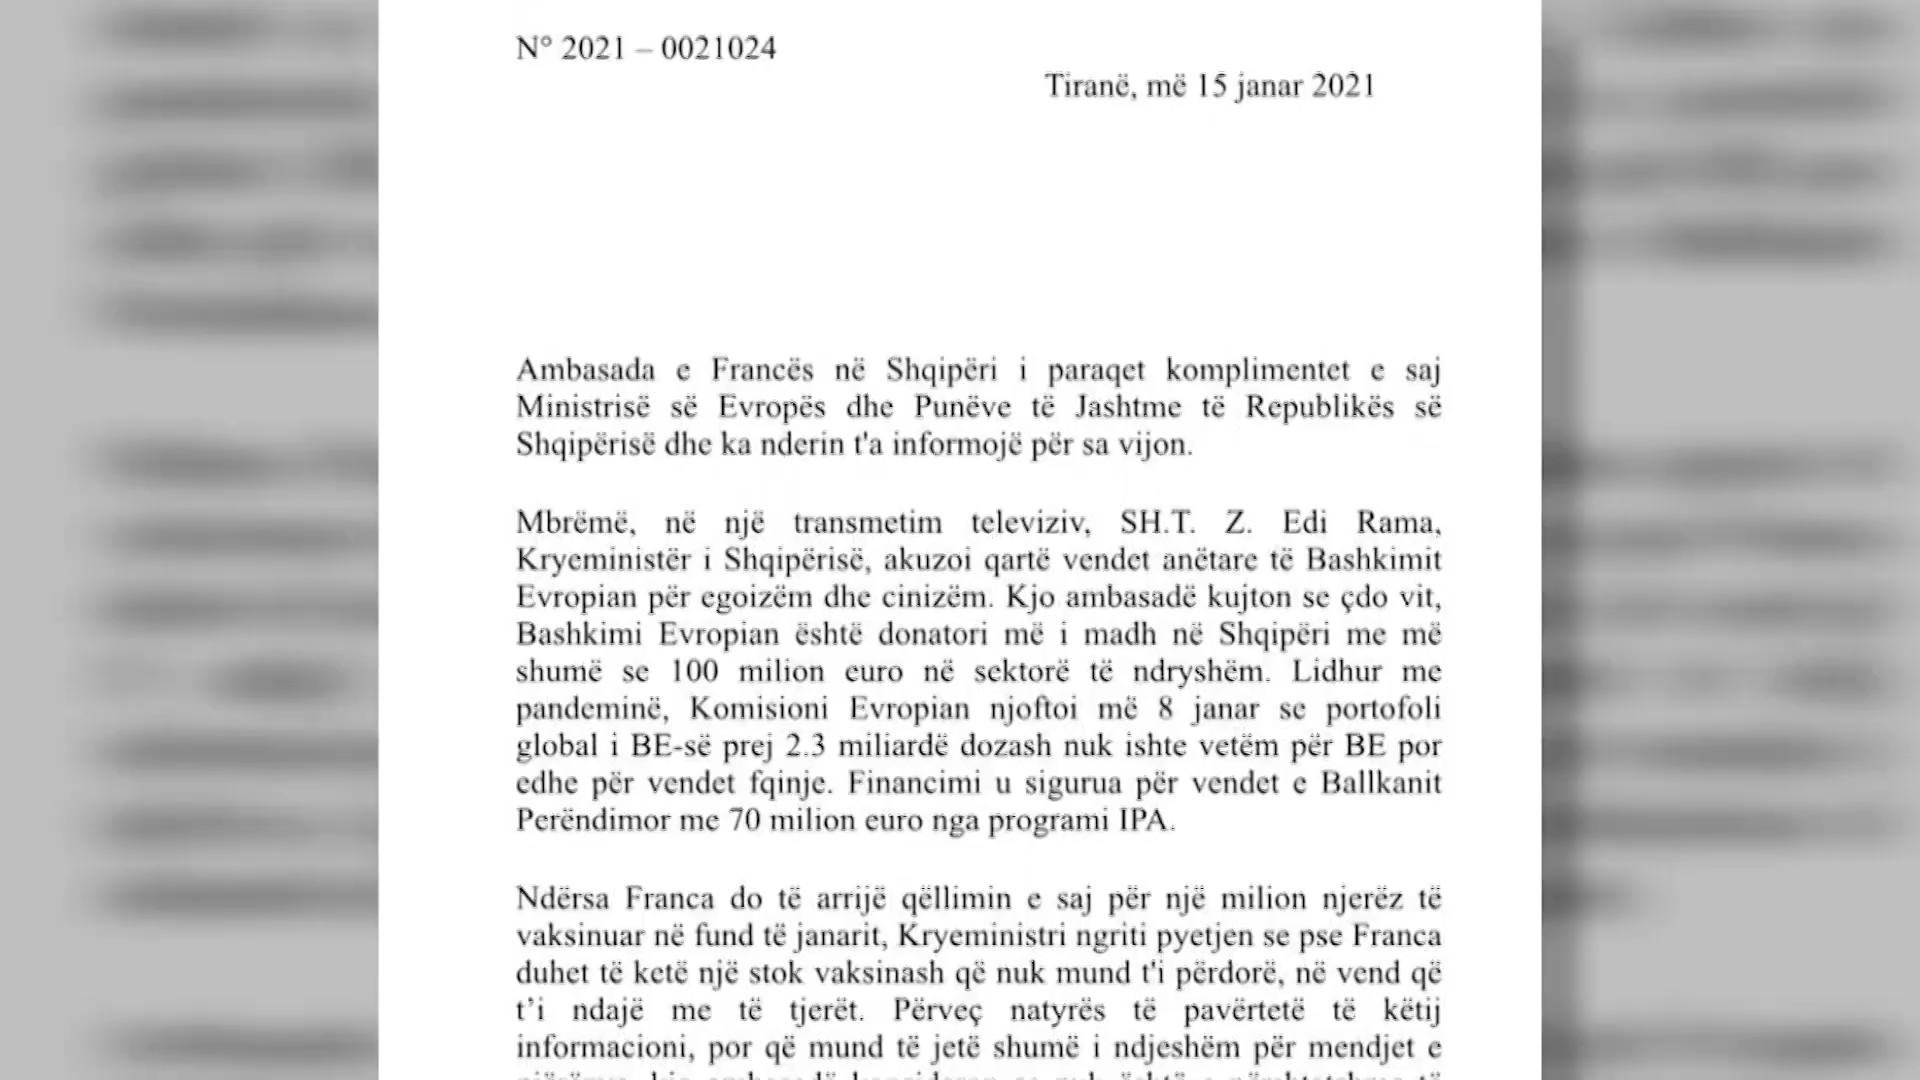 N° 2021 – 0021024
Tiranë, më 15 janar 2021
Ambasada e Francës në Shqipëri i paraqet komplimentet e saj
Ministrisë së Evropës dhe Punëve të Jashtme të Republikës së
Shqipërisë dhe ka nderin t'a informojë për sa vijon.
Mbrëmë, në një transmetim televiziv, SH.T. Z. Edi Rama,
Kryeministër i Shqipërisë, akuzoi qartë vendet anëtare të Bashkimit
Evropian për egoizëm dhe cinizëm. Kjo ambasadë kujton se çdo vit,
Bashkimi Evropian është donatori më i madh në Shqipëri me më
shumë se 100 milion euro në sektorë të ndryshëm. Lidhur me
pandeminë, Komisioni Evropian njoftoi më 8 janar se portofoli
global i BE-së prej 2.3 miliardë dozash nuk ishte vetëm për BE por
edhe për vendet fqinje. Financimi u sigurua për vendet e Ballkanit
Perëndimor me 70 milion euro nga programi IPA.
Ndërsa Franca do të arrijë qëllimin e saj për një milion njerëz të
vaksinuar në fund të janarit, Kryeministri ngriti pyetjen se pse Franca
duhet të ketë një stok vaksinash që nuk mund t'i përdorë, në vend që
t’i ndajë me të tjerët. Përveç natyrës të pavërtetë të këtij
informacioni, por që mund të jetë shumë i ndjeshëm për mendjet e